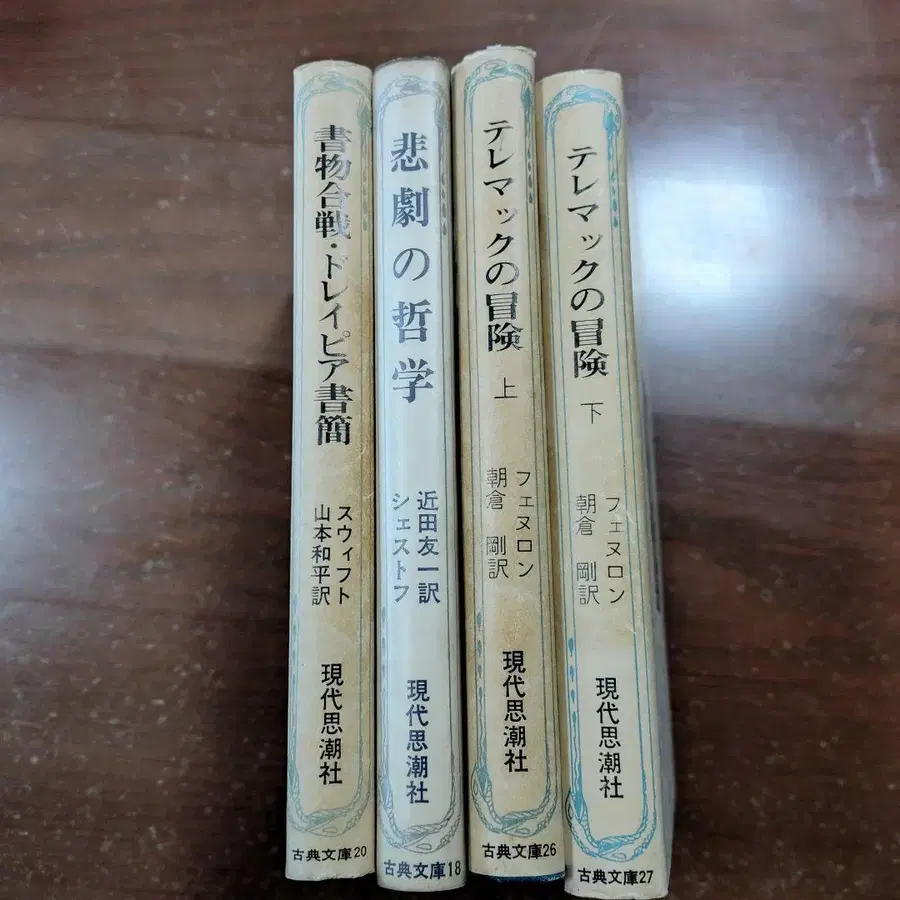 書物合戦・ドレイピア書簡
スウィフト
山本和平訳
現代思潮社
古典文庫20
悲劇の哲学
近田友一訳
シェストフ
現代思潮社
古典文庫18
テレマックの冒険 上
フェヌロン
朝倉 剛訳
現代思潮社
古典文庫26
テレマックの冒険 下
フェヌロン
朝倉 剛訳
現代思潮社
古典文庫27